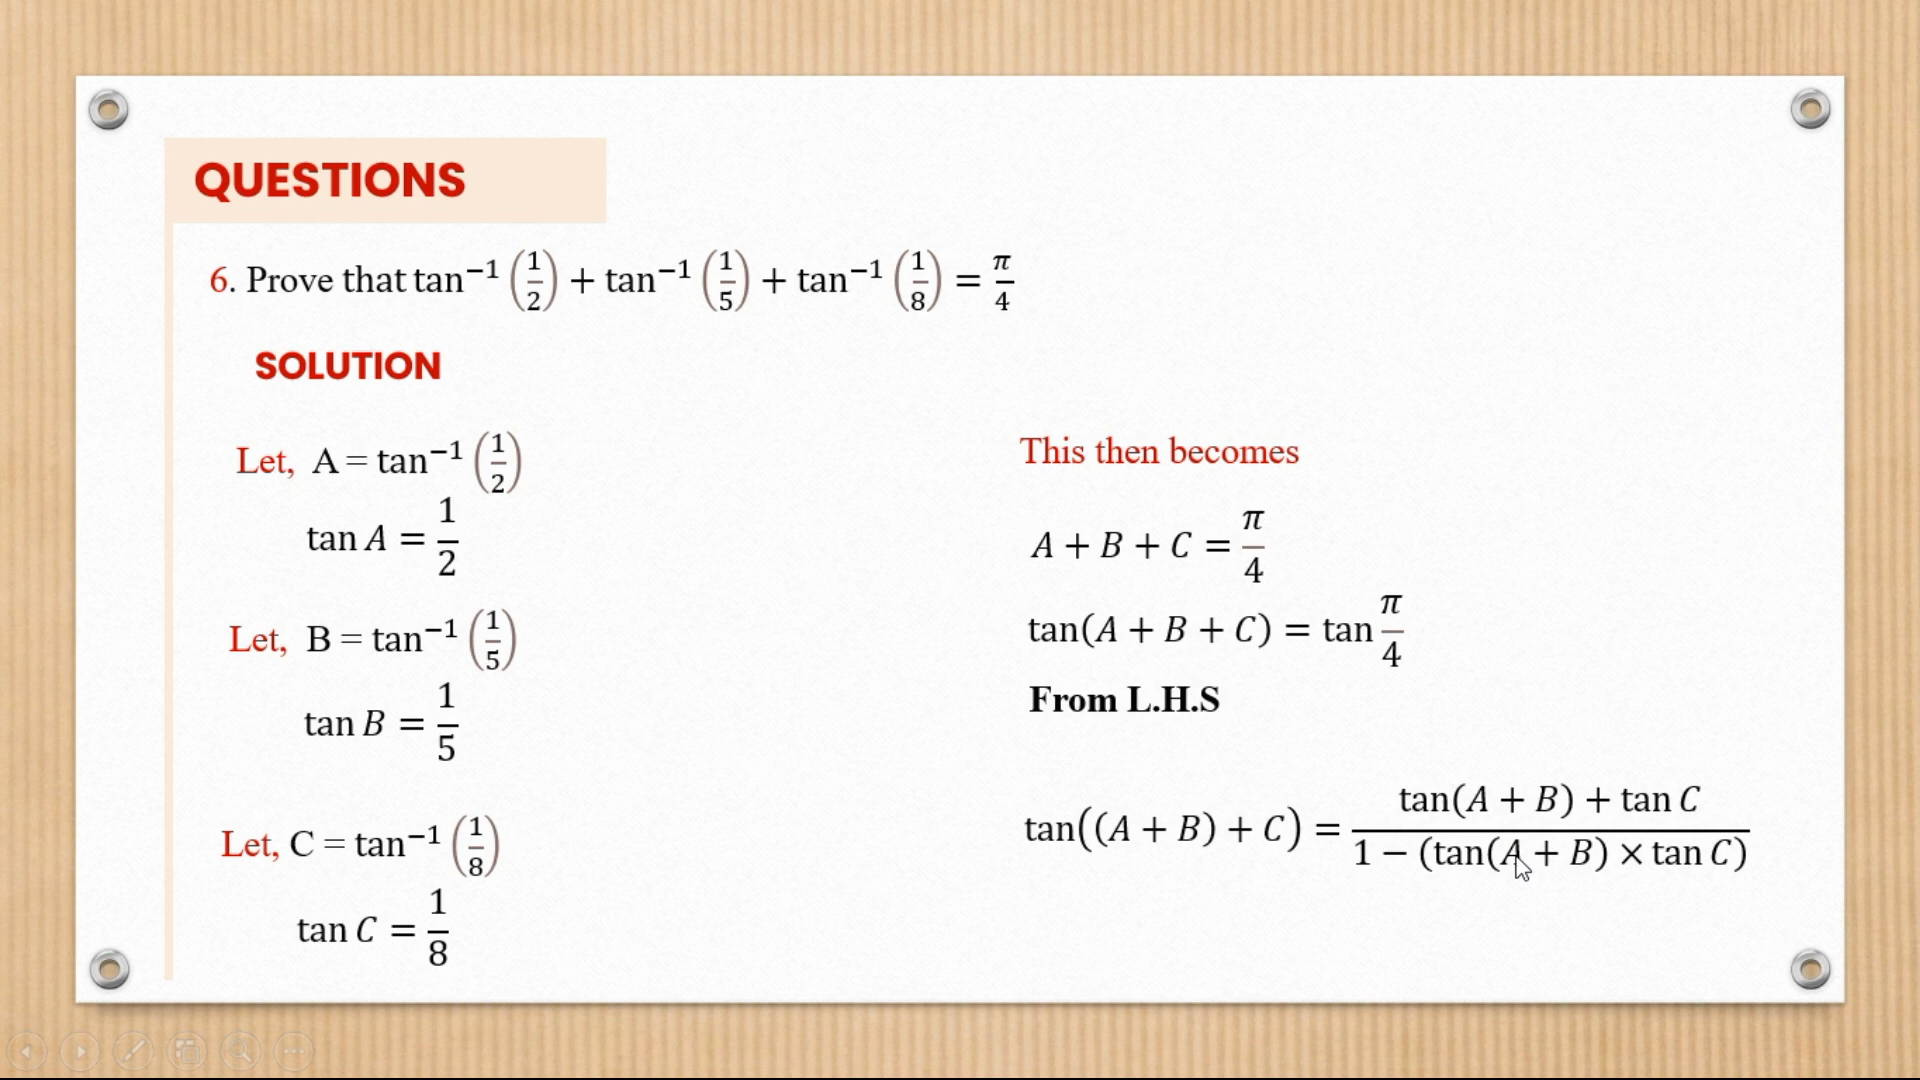 QUESTIONS
6. Prove that tan⁻¹ (1/2) + tan⁻¹ (1/5) + tan⁻¹ (1/8) = π/4
SOLUTION
Let, A = tan⁻¹ (1/2)
tan A = 1/2
Let, B = tan⁻¹ (1/5)
tan B = 1/5
Let, C = tan⁻¹ (1/8)
tan C = 1/8
This then becomes
A + B + C = π/4
tan(A + B + C) = tan π/4
From L.H.S
tan((A + B) + C) = (tan(A + B) + tan C)/(1 − (tan(A + B) × tan C))